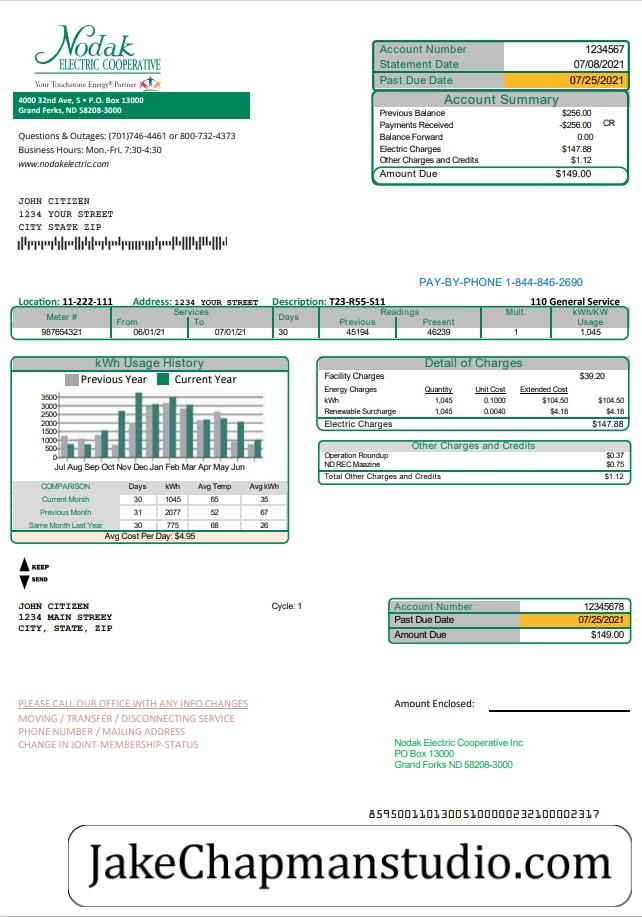 Nodak
ELECTRIC COOPERATIVE
Your Touchstone Energy® Partner
4000 32nd Ave, S • P.O. Box 13000
Grand Ferks, ND 58208-3000
Questions & Outages: (701)746-4461 or 800-732-4373
Business Hours: Mon.-Fri. 7:30-4:30
www.nodakelectric.com
Account Number 1234567
Statement Date 07/08/2021
Past Due Date 07/25/2021
Account Summary
Previous Balance $256.00
Payments Received -$256.00 CR
Balance Forward 0.00
Electric Charges $147.88
Other Charges and Credits $1.12
Amount Due $149.00
JOHN CITIZEN
1234 YOUR STREET
CITY STATE ZIP
PAY-BY-PHONE 1-844-846-2690
Location: 11-222-111 Address: 1234 YOUR STREET Description: T23-R55-S11 110 General Service
Meter # Services Days Readings Mult. kWh/KW
From To Previous Present Usage
987654321 06/01/21 07/01/21 30 45194 46239 1 1,045
kWh Usage History
Previous Year Current Year
3500
3000
2500
2000
1500
1000
500
0
Jul Aug Sep Oct Nov Dec Jan Feb Mar Apr May Jun
COMPARISON Days kWh Avg Temp Avg kWh
Current Month 30 1045 65 35
Previous Month 31 2077 52 67
Same Month Last Year 30 775 68 26
Avg Cost Per Day: $4.95
Detail of Charges
Facility Charges $39.20
Energy Charges Quantity Unit Cost Extended Cost
kWh 1,045 0.1000 $104.50 $104.50
Renewable Surcharge 1,045 0.0040 $4.18 $4.18
Electric Charges $147.88
Other Charges and Credits
Operation Roundup $0.37
ND REC Maazine $0.75
Total Other Charges and Credits $1.12
KEEP
SEND
JOHN CITIZEN
1234 MAIN STREEY
CITY, STATE, ZIP
Cycle: 1
Account Number 12345678
Past Due Date 07/25/2021
Amount Due $149.00
PLEASE CALL OUR OFFICE WITH ANY INFO CHANGES
MOVING / TRANSFER / DISCONNECTING SERVICE
PHONE NUMBER / MAILING ADDRESS
CHANGE IN JOINT-MEMBERSHIP-STATUS
Amount Enclosed:
Nodak Electric Cooperative Inc
PO Box 13000
Grand Forks ND 58208-3000
8595001101300510000023210000​2317
JakeChapmanstudio.com